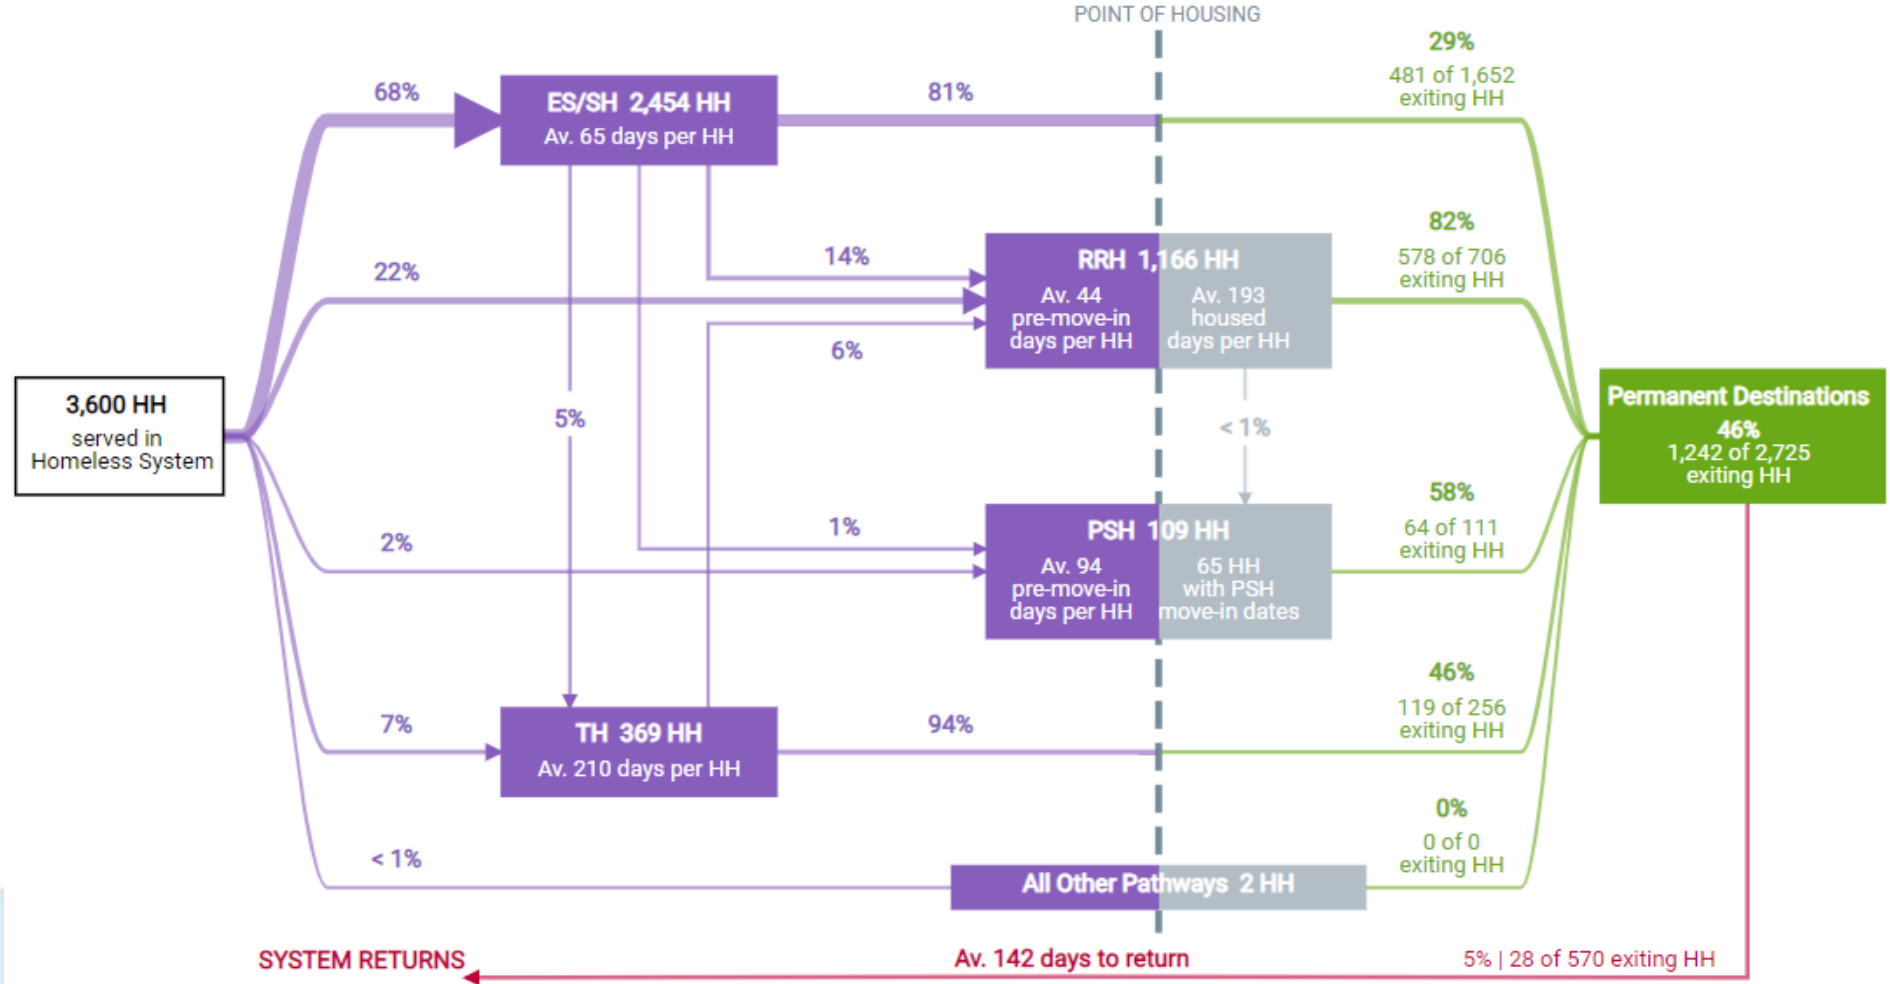 POINT OF HOUSING
29%
481 of 1,652
exiting HH
68%
ES/SH 2,454 HH
Av. 65 days per HH
81%
82%
578 of 706
exiting HH
22%
14%
RRH 1,166 HH
Av. 44
pre-move-in
days per HH
Av. 193
housed
days per HH
6%
3,600 HH
served in
Homeless System
5%
< 1%
Permanent Destinations
46%
1,242 of 2,725
exiting HH
58%
64 of 111
exiting HH
2%
1%
PSH 109 HH
Av. 94
pre-move-in
days per HH
65 HH
with PSH
move-in dates
46%
119 of 256
exiting HH
7%
TH 369 HH
Av. 210 days per HH
94%
0%
0 of 0
exiting HH
< 1%
All Other Pathways 2 HH
SYSTEM RETURNS
Av. 142 days to return
5% | 28 of 570 exiting HH